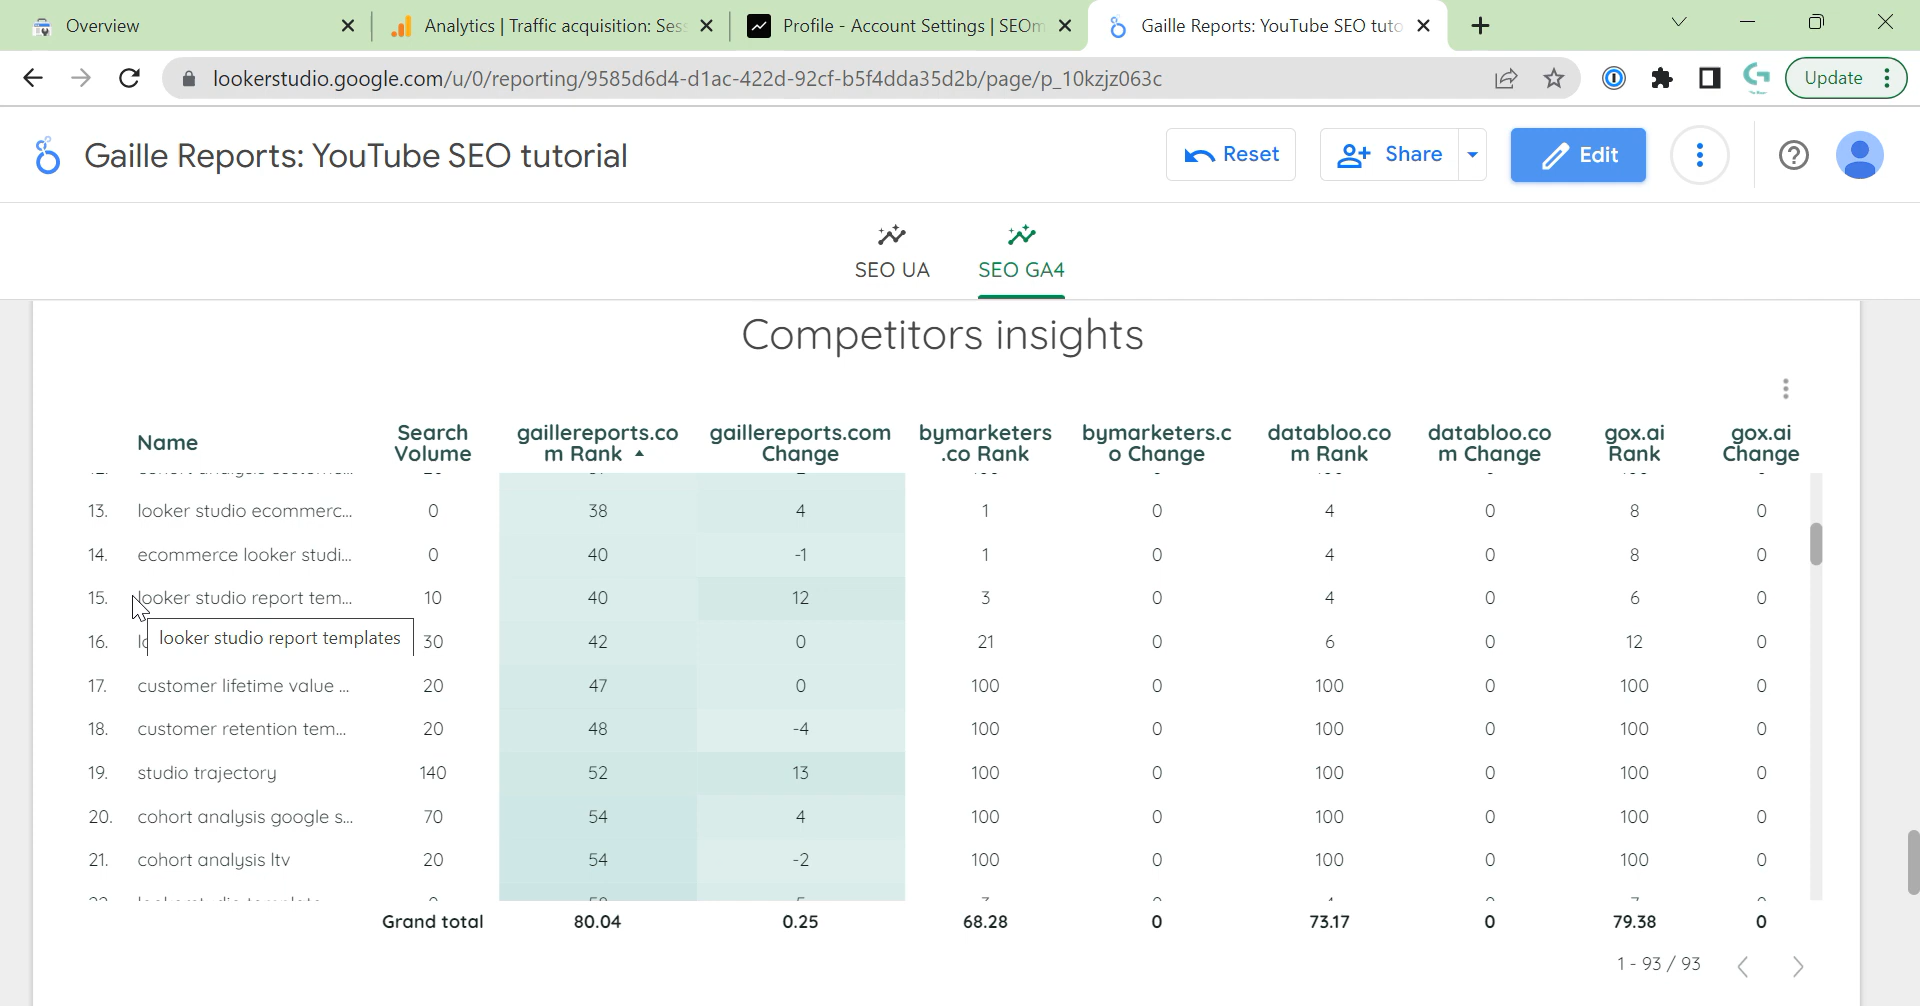 Overview
Analytics | Traffic acquisition: Ses
Profile - Account Settings | SEOm
Gaille Reports: YouTube SEO tuto
lookerstudio.google.com/u/0/reporting/9585d6d4-d1ac-422d-92cf-b5f4dda35d2b/page/p_10kzjz063c
Update
Gaille Reports: YouTube SEO tutorial
Reset
Share
Edit
SEO UA
SEO GA4
Competitors insights
Name
Search Volume
gaillereports.co
m Rank
gaillereports.com
Change
bymarketers
.co Rank
bymarketers.c
o Change
databloo.co
m Rank
databloo.co
m Change
gox.ai
Rank
gox.ai
Change
13. looker studio ecommerc... 0 38 4 1 0 4 0 8 0
14. ecommerce looker studi... 0 40 -1 1 0 4 0 8 0
15. looker studio report tem... 10 40 12 3 0 4 0 6 0
looker studio report templates
16. 30 42 0 21 0 6 0 12 0
17. customer lifetime value ... 20 47 0 100 0 100 0 100 0
18. customer retention tem... 20 48 -4 100 0 100 0 100 0
19. studio trajectory 140 52 13 100 0 100 0 100 0
20. cohort analysis google s... 70 54 4 100 0 100 0 100 0
21. cohort analysis ltv 20 54 -2 100 0 100 0 100 0
Grand total 80.04 0.25 68.28 0 73.17 0 79.38 0
1 - 93 / 93